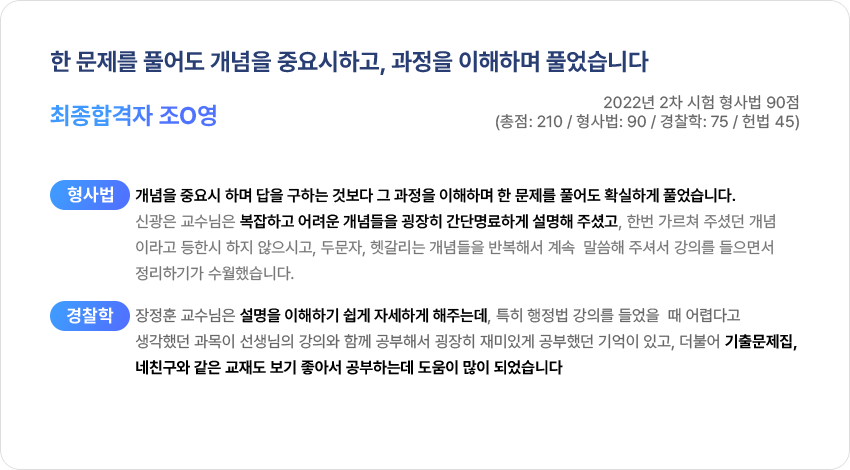 한 문제를 풀어도 개념을 중요시하고, 과정을 이해하며 풀었습니다
최종합격자 조O영
2022년 2차 시험 형사법 90점
(총점: 210 / 형사법: 90 / 경찰학: 75 / 헌법 45)
형사법
개념을 중요시 하며 답을 구하는 것보다 그 과정을 이해하며 한 문제를 풀어도 확실하게 풀었습니다.
신광은 교수님은 복잡하고 어려운 개념들을 굉장히 간단명료하게 설명해 주셨고, 한번 가르쳐 주셨던 개념
이라고 등한시 하지 않으시고, 두문자, 헷갈리는 개념들을 반복해서 계속 말씀해 주셔서 강의를 들으면서
정리하기가 수월했습니다.
경찰학
장정훈 교수님은 설명을 이해하기 쉽게 자세하게 해주는데, 특히 행정법 강의를 들었을 때 어렵다고
생각했던 과목이 선생님의 강의와 함께 공부해서 굉장히 재미있게 공부했던 기억이 있고, 더불어 기출문제집,
네친구와 같은 교재도 보기 좋아서 공부하는데 도움이 많이 되었습니다